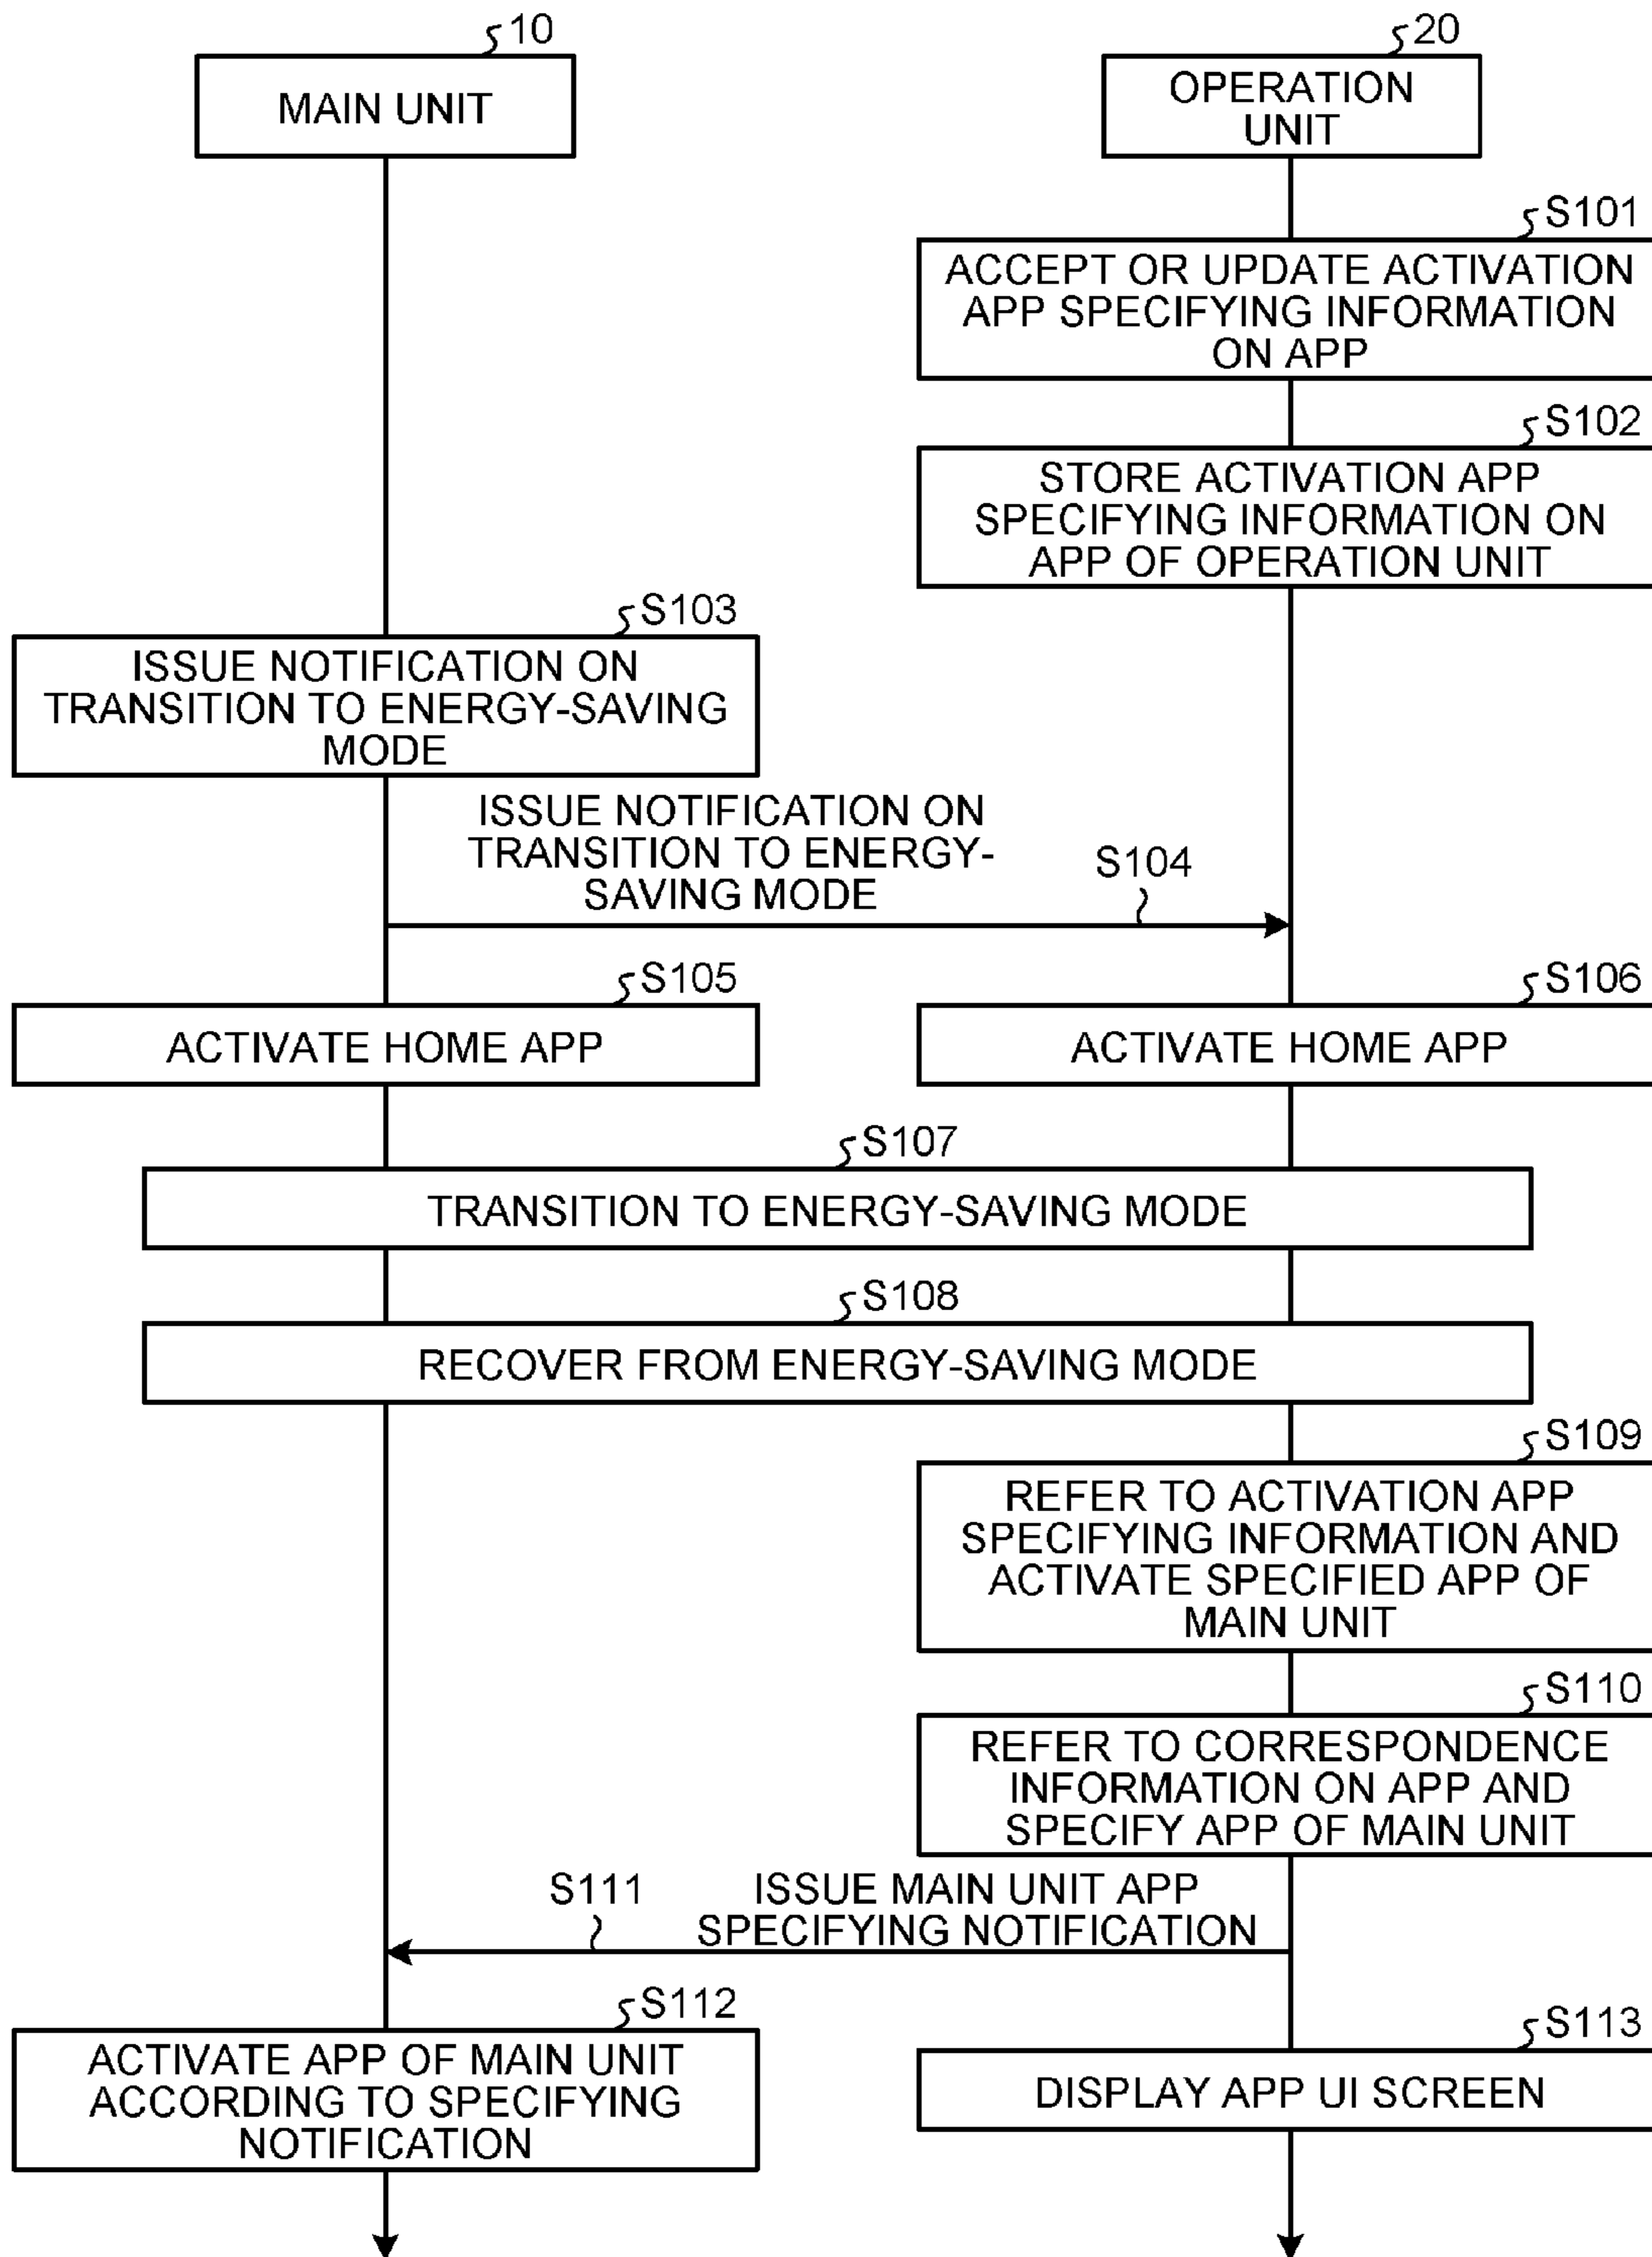 10
MAIN UNIT
20
OPERATION
UNIT
S101
ACCEPT OR UPDATE ACTIVATION
APP SPECIFYING INFORMATION
ON APP
S102
STORE ACTIVATION APP
SPECIFYING INFORMATION ON
APP OF OPERATION UNIT
S103
ISSUE NOTIFICATION ON
TRANSITION TO ENERGY-SAVING
MODE
ISSUE NOTIFICATION ON
TRANSITION TO ENERGY-
SAVING MODE
S104
S105
ACTIVATE HOME APP
S106
ACTIVATE HOME APP
S107
TRANSITION TO ENERGY-SAVING MODE
S108
RECOVER FROM ENERGY-SAVING MODE
S109
REFER TO ACTIVATION APP
SPECIFYING INFORMATION AND
ACTIVATE SPECIFIED APP OF
MAIN UNIT
S110
REFER TO CORRESPONDENCE
INFORMATION ON APP AND
SPECIFY APP OF MAIN UNIT
S111
ISSUE MAIN UNIT APP
SPECIFYING NOTIFICATION
S112
ACTIVATE APP OF MAIN UNIT
ACCORDING TO SPECIFYING
NOTIFICATION
S113
DISPLAY APP UI SCREEN